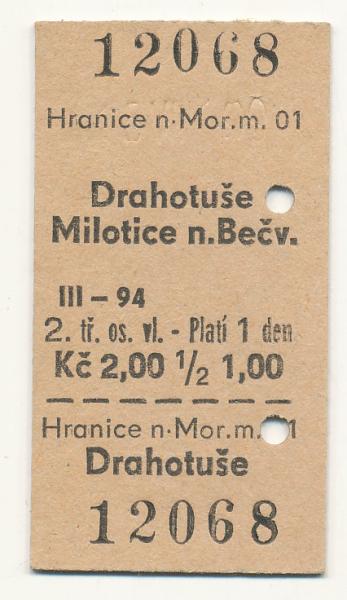 12068
Hranice n·Mor.m. 01
Drahotuše
Milotice n.Bečv.
III - 94
2. tř. os. vl. - Platí 1 den
Kč 2,00 ½ 1,00
Hranice n·Mor.m. 1
Drahotuše
12068